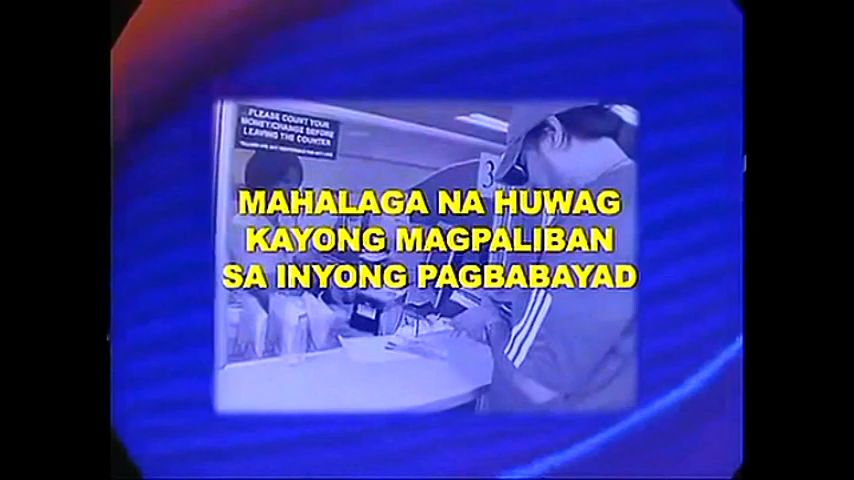 PLEASE COUNT YOUR
MONEY/CHANGE BEFORE
LEAVING THE COUNTER
3
MAHALAGA NA HUWAG
KAYONG MAGPALIBAN
SA INYONG PAGBABAYAD